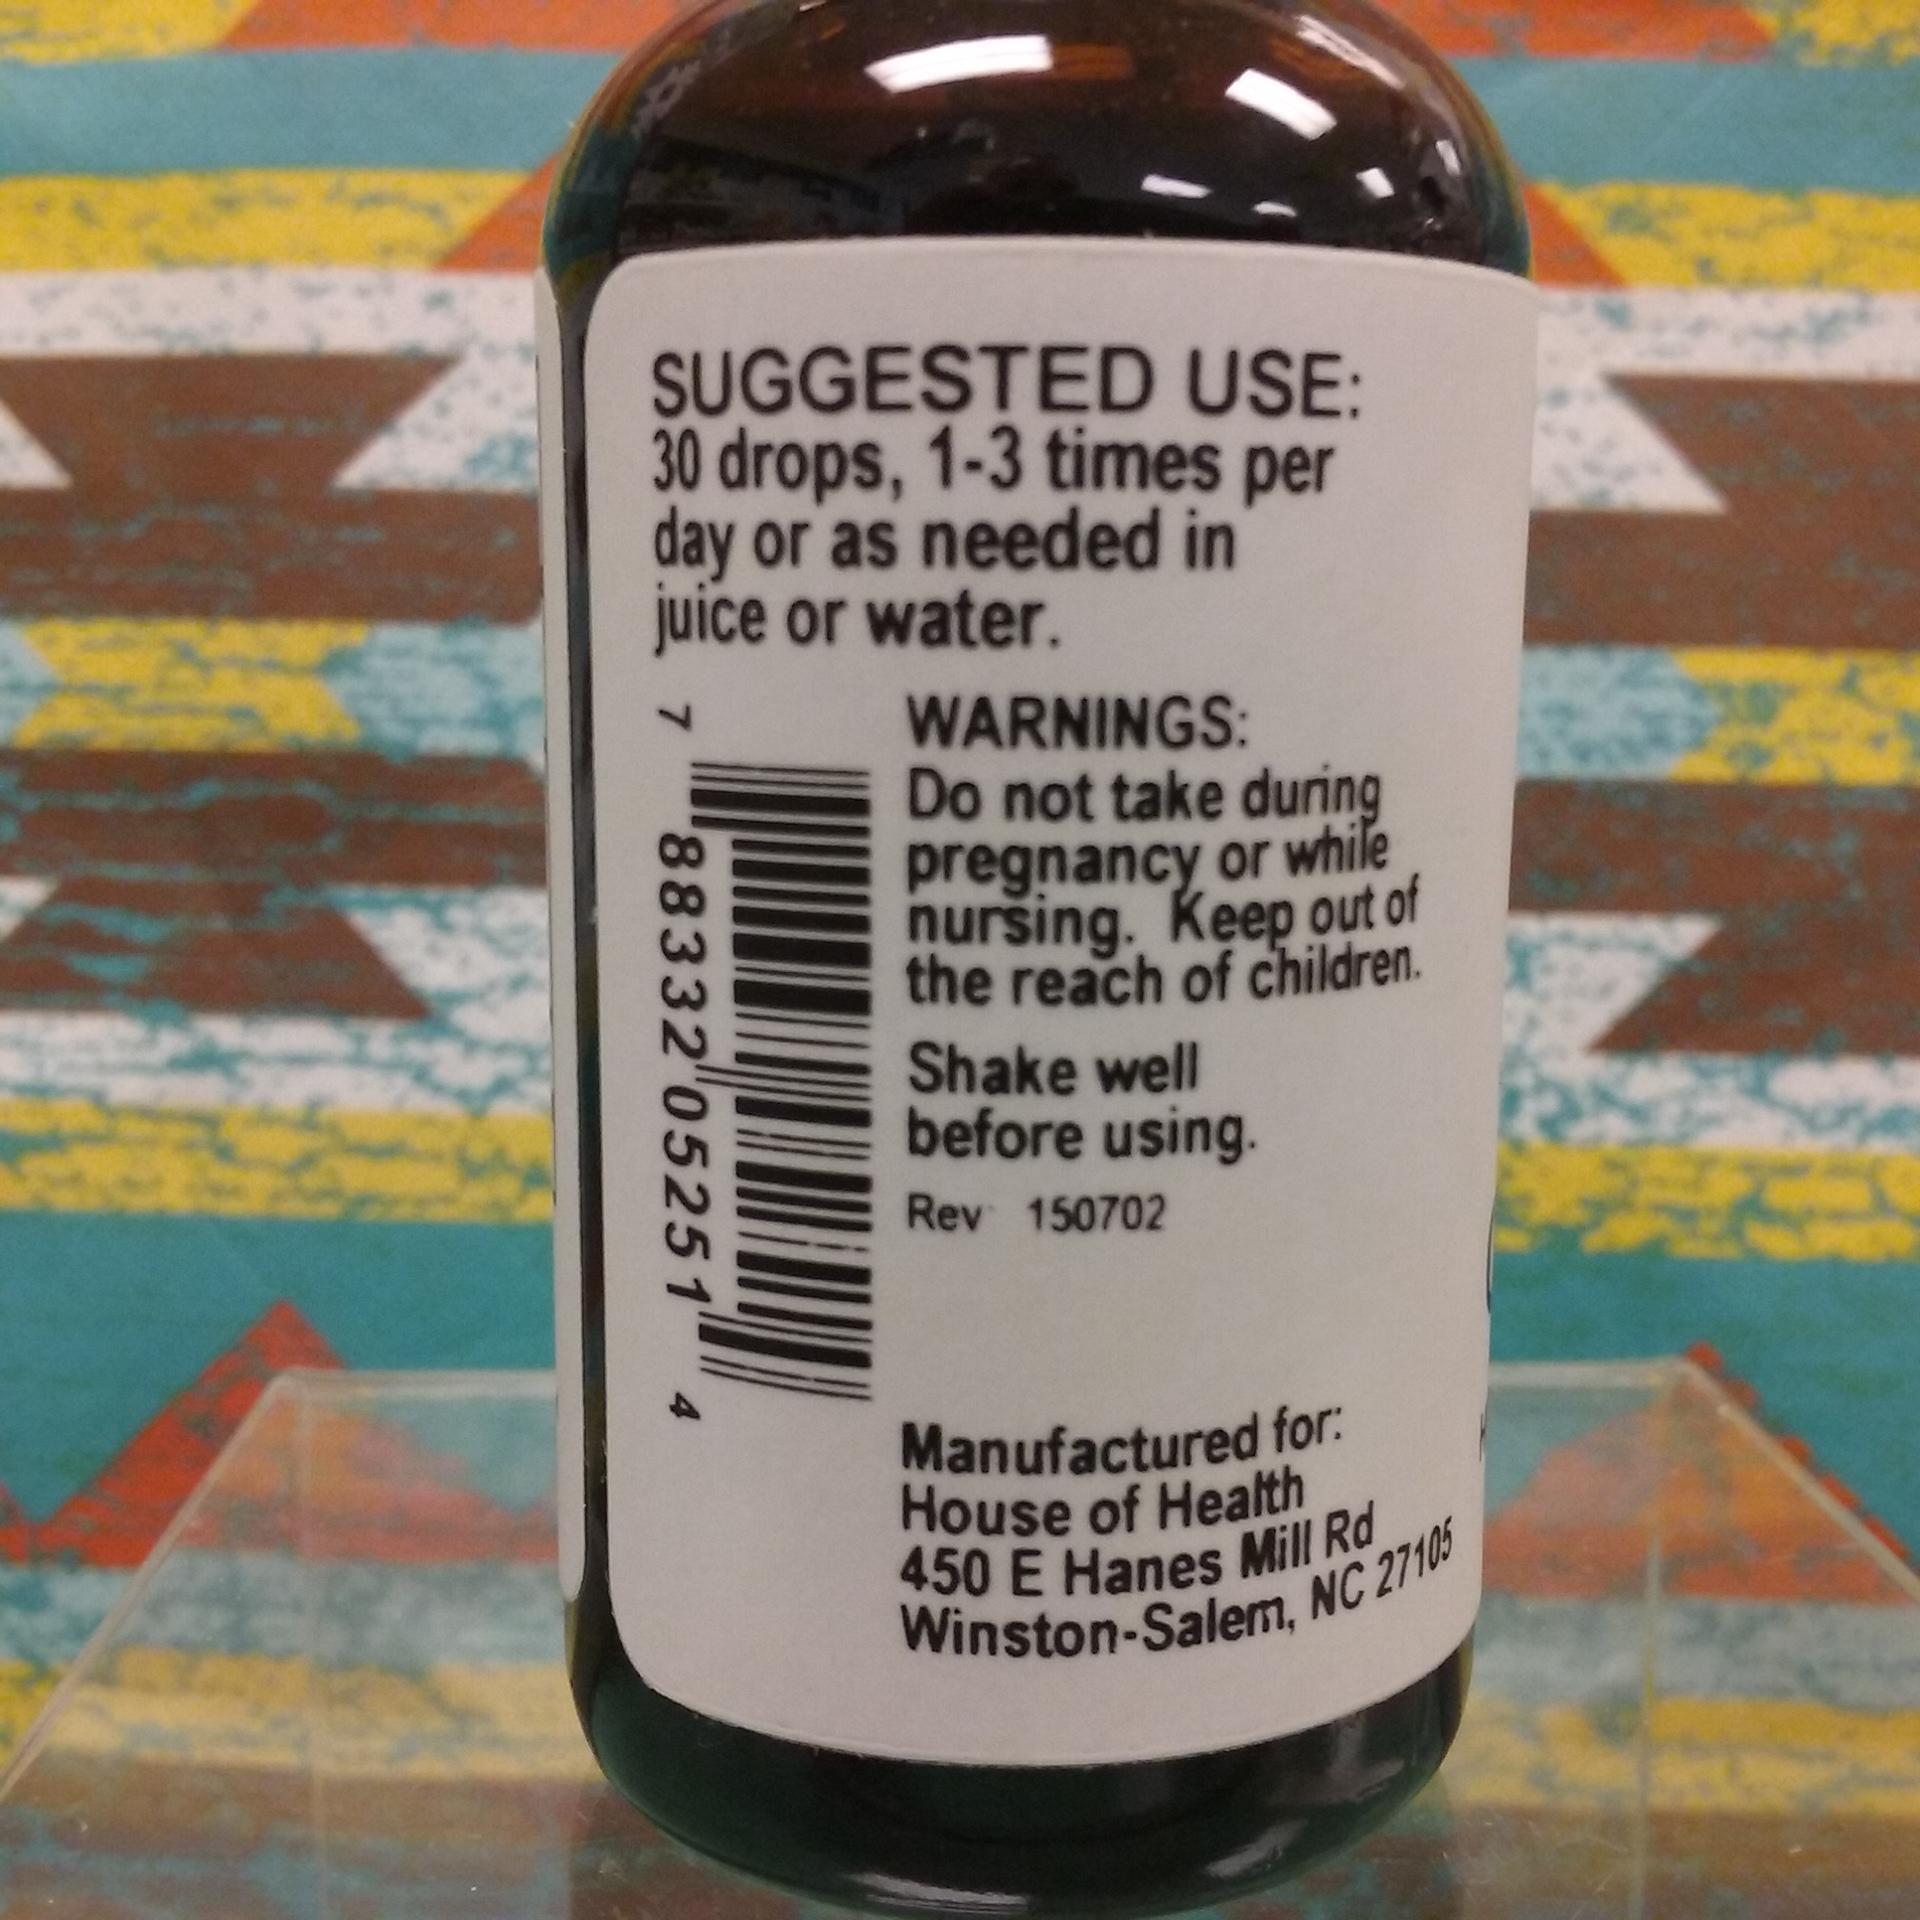 SUGGESTED USE:
30 drops, 1-3 times per
day or as needed in
juice or water.
7 88332 05251 4
WARNINGS:
Do not take during
pregnancy or while
nursing. Keep out of
the reach of children.
Shake well
before using.
Rev 150702
Manufactured for:
House of Health
450 E Hanes Mill Rd
Winston-Salem, NC 27105